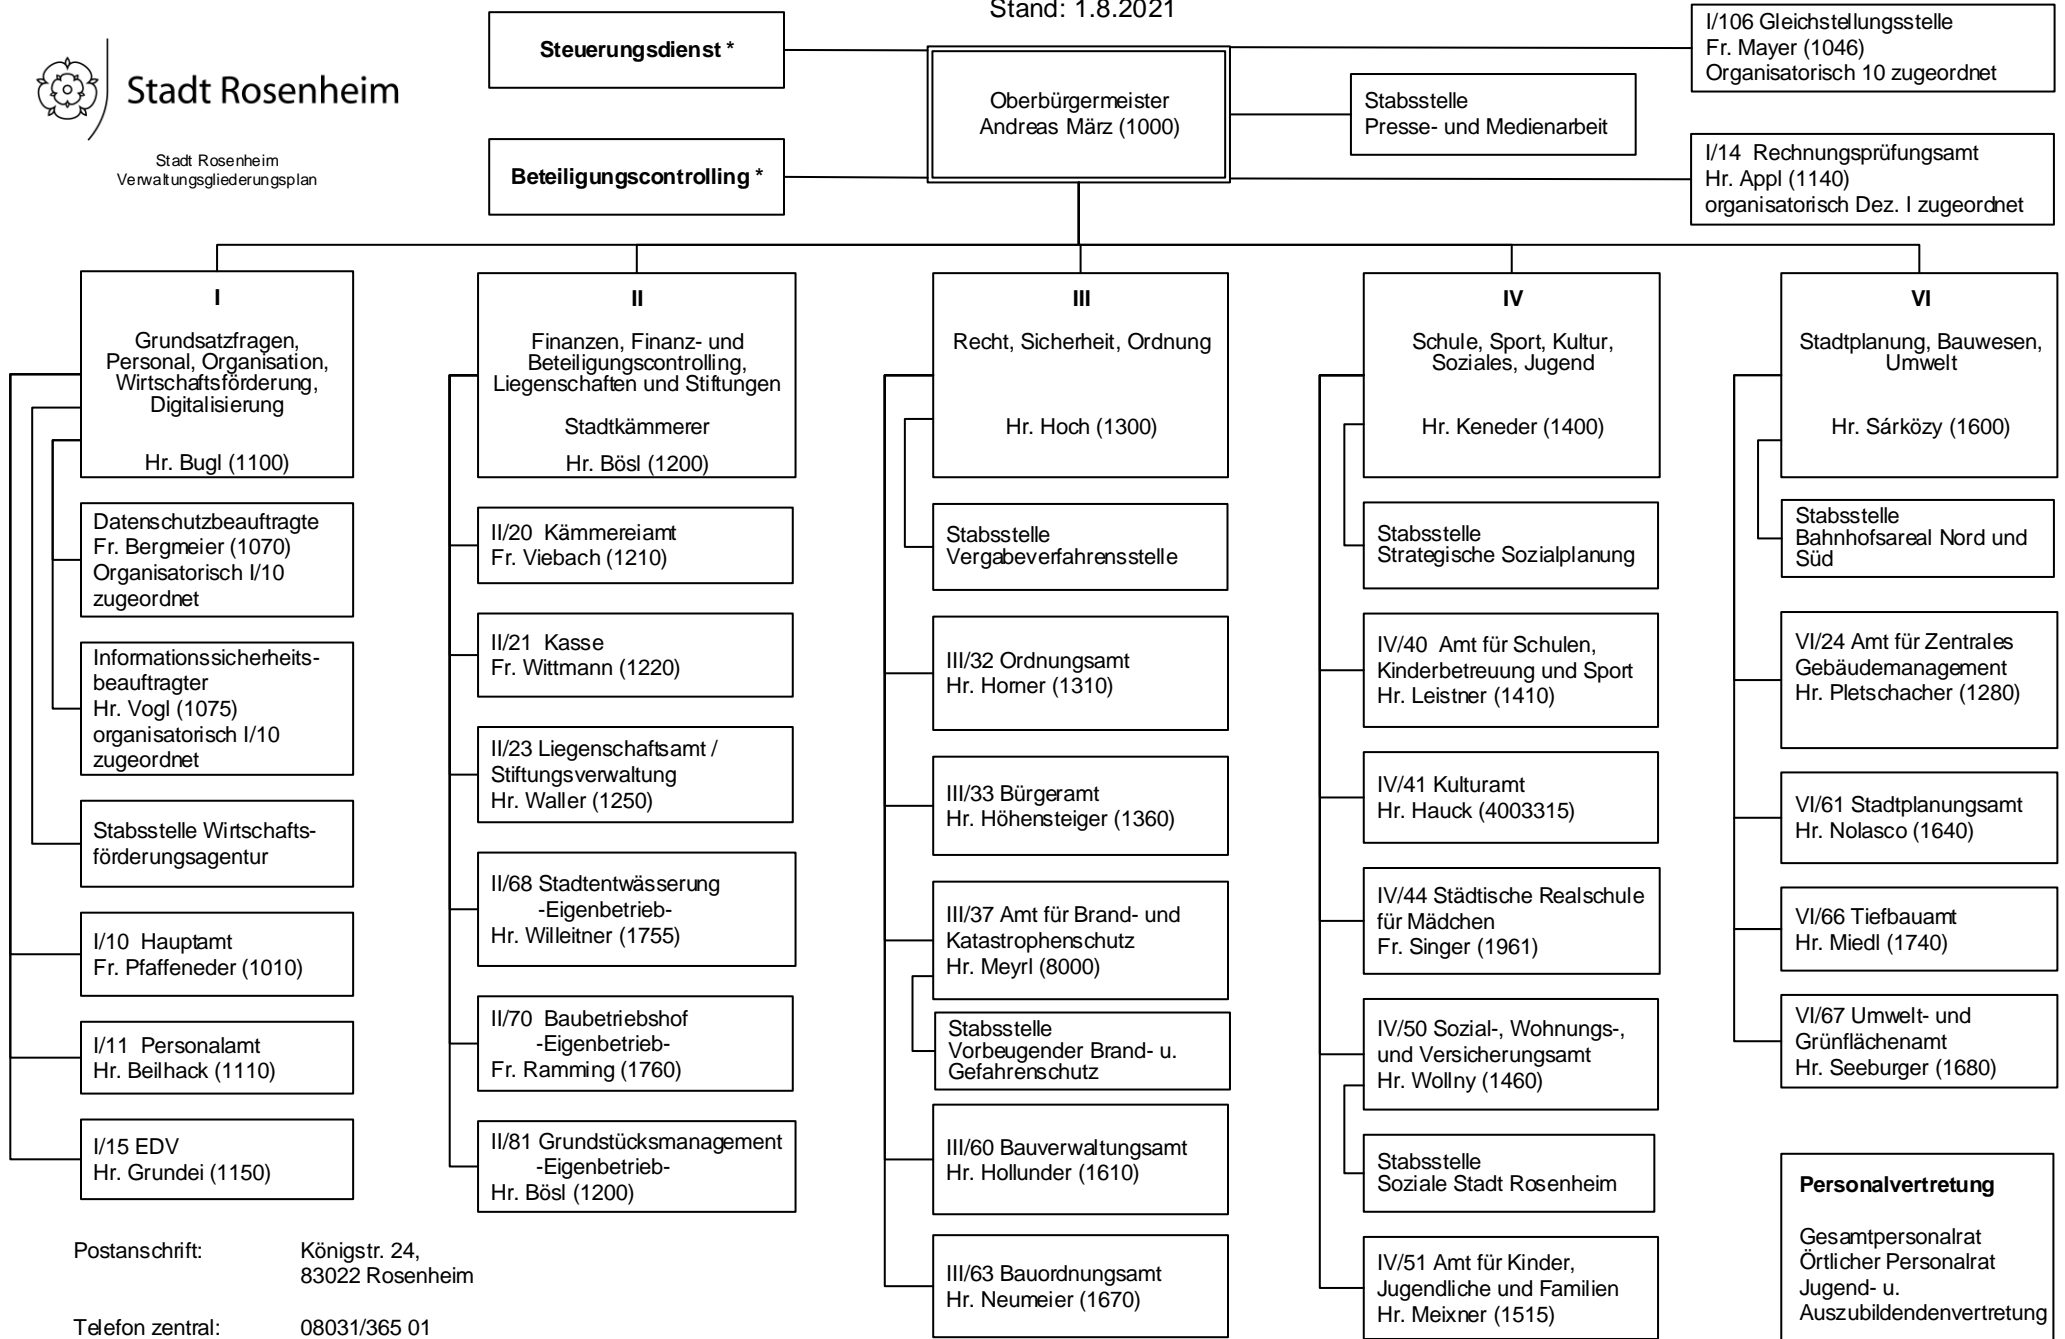 Stand: 1.8.2021
Stadt Rosenheim
Stadt Rosenheim
Verwaltungsgliederungsplan
Steuerungsdienst *
Beteiligungscontrolling *
Oberbürgermeister
Andreas März (1000)
Stabsstelle
Presse- und Medienarbeit
I/106 Gleichstellungsstelle
Fr. Mayer (1046)
Organisatorisch 10 zugeordnet
I/14 Rechnungsprüfungsamt
Hr. Appl (1140)
organisatorisch Dez. I zugeordnet
I
Grundsatzfragen,
Personal, Organisation,
Wirtschaftsförderung,
Digitalisierung
Hr. Bugl (1100)
Datenschutzbeauftragte
Fr. Bergmeier (1070)
Organisatorisch I/10
zugeordnet
Informationssicherheits-
beauftragter
Hr. Vogl (1075)
organisatorisch I/10
zugeordnet
Stabsstelle Wirtschafts-
förderungsagentur
I/10 Hauptamt
Fr. Pfaffeneder (1010)
I/11 Personalamt
Hr. Beilhack (1110)
I/15 EDV
Hr. Grundei (1150)
II
Finanzen, Finanz- und
Beteiligungscontrolling,
Liegenschaften und Stiftungen
Stadtkämmerer
Hr. Bösl (1200)
II/20 Kämmereiamt
Fr. Viebach (1210)
II/21 Kasse
Fr. Wittmann (1220)
II/23 Liegenschaftsamt /
Stiftungsverwaltung
Hr. Waller (1250)
II/68 Stadtentwässerung
-Eigenbetrieb-
Hr. Willeitner (1755)
II/70 Baubetriebshof
-Eigenbetrieb-
Fr. Ramming (1760)
II/81 Grundstücksmanagement
-Eigenbetrieb-
Hr. Bösl (1200)
III
Recht, Sicherheit, Ordnung
Hr. Hoch (1300)
Stabsstelle
Vergabeverfahrensstelle
III/32 Ordnungsamt
Hr. Horner (1310)
III/33 Bürgeramt
Hr. Höhensteiger (1360)
III/37 Amt für Brand- und
Katastrophenschutz
Hr. Meyrl (8000)
Stabsstelle
Vorbeugender Brand- u.
Gefahrenschutz
III/60 Bauverwaltungsamt
Hr. Hollunder (1610)
III/63 Bauordnungsamt
Hr. Neumeier (1670)
IV
Schule, Sport, Kultur,
Soziales, Jugend
Hr. Keneder (1400)
Stabsstelle
Strategische Sozialplanung
IV/40 Amt für Schulen,
Kinderbetreuung und Sport
Hr. Leistner (1410)
IV/41 Kulturamt
Hr. Hauck (4003315)
IV/44 Städtische Realschule
für Mädchen
Fr. Singer (1961)
IV/50 Sozial-, Wohnungs-,
und Versicherungsamt
Hr. Wollny (1460)
Stabsstelle
Soziale Stadt Rosenheim
IV/51 Amt für Kinder,
Jugendliche und Familien
Hr. Meixner (1515)
VI
Stadtplanung, Bauwesen,
Umwelt
Hr. Sárközy (1600)
Stabsstelle
Bahnhofsareal Nord und
Süd
VI/24 Amt für Zentrales
Gebäudemanagement
Hr. Pletschacher (1280)
VI/61 Stadtplanungsamt
Hr. Nolasco (1640)
VI/66 Tiefbauamt
Hr. Miedl (1740)
VI/67 Umwelt- und
Grünflächenamt
Hr. Seeburger (1680)
Personalvertretung
Gesamtpersonalrat
Örtlicher Personalrat
Jugend- u.
Auszubildendenvertretung
Postanschrift: Königstr. 24,
83022 Rosenheim
Telefon zentral: 08031/365 01